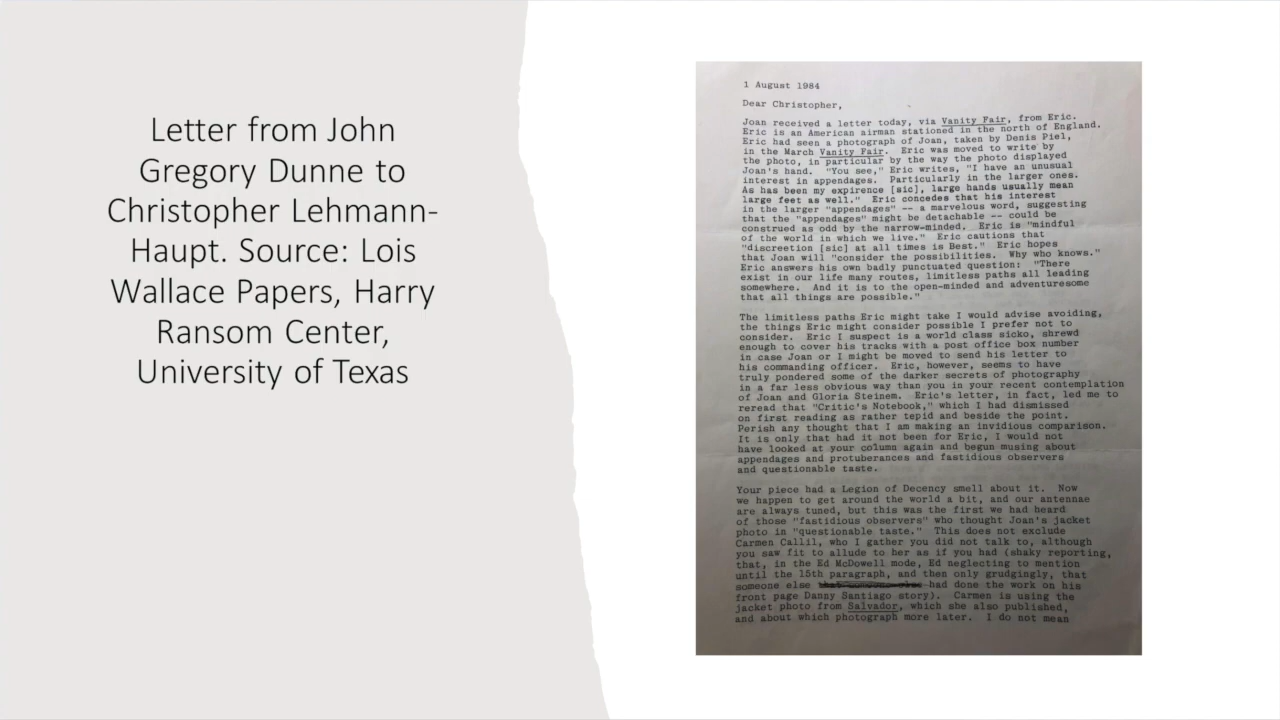 Letter from John
Gregory Dunne to
Christopher Lehmann-
Haupt. Source: Lois
Wallace Papers, Harry
Ransom Center,
University of Texas
1 August 1984
Dear Christopher,
Joan received a letter today, via Vanity Fair, from Eric.
Eric is an American airman stationed in the north of England.
Eric had seen a photograph of Joan, taken by Denis Piel,
in the March Vanity Fair. Eric was moved to write by
the photo, in particular by the way the photo displayed
Joan's hand. "You see," Eric writes, "I have an unusual
interest in appendages. Particularly in the larger ones.
As has been my expirence [sic], large hands usually mean
large feet as well." Eric concedes that his interest
in the larger "appendages" -- a marvelous word, suggesting
that the "appendages" might be detachable -- could be
construed as odd by the narrow-minded. Eric is "mindful
of the world in which we live." Eric cautions that
"discreetion [sic] at all times is Best." Eric hopes
that Joan will "consider the possibilities. Why who knows."
Eric answers his own badly punctuated question: "There
exist in our life many routes, limitless paths all leading
somewhere. And it is to the open-minded and adventuresome
that all things are possible."
The limitless paths Eric might take I would advise avoiding,
the things Eric might consider possible I prefer not to
consider. Eric I suspect is a world class sicko, shrewd
enough to cover his tracks with a post office box number
in case Joan or I might be moved to send his letter to
his commanding officer. Eric, however, seems to have
truly pondered some of the darker secrets of photography
in a far less obvious way than you in your recent contemplation
of Joan and Gloria Steinem. Eric's letter, in fact, led me to
reread that "Critic's Notebook," which I had dismissed
on first reading as rather tepid and beside the point.
Perish any thought that I am making an invidious comparison.
It is only that had it not been for Eric, I would not
have looked at your column again and begun musing about
appendages and protuberances and fastidious observers
and questionable taste.
Your piece had a Legion of Decency smell about it. Now
we happen to get around the world a bit, and our antennae
are always tuned, but this was the first we had heard
of those "fastidious observers" who thought Joan's jacket
photo in "questionable taste." This does not exclude
Carmen Callil, who I gather you did not talk to, although
you saw fit to allude to her as if you had (shaky reporting,
that, in the Ed McDowell mode, Ed neglecting to mention
until the 15th paragraph, and then only grudgingly, that
someone else had done the work on his
front page Danny Santiago story). Carmen is using the
jacket photo from Salvador, which she also published,
and about which photograph more later. I do not mean